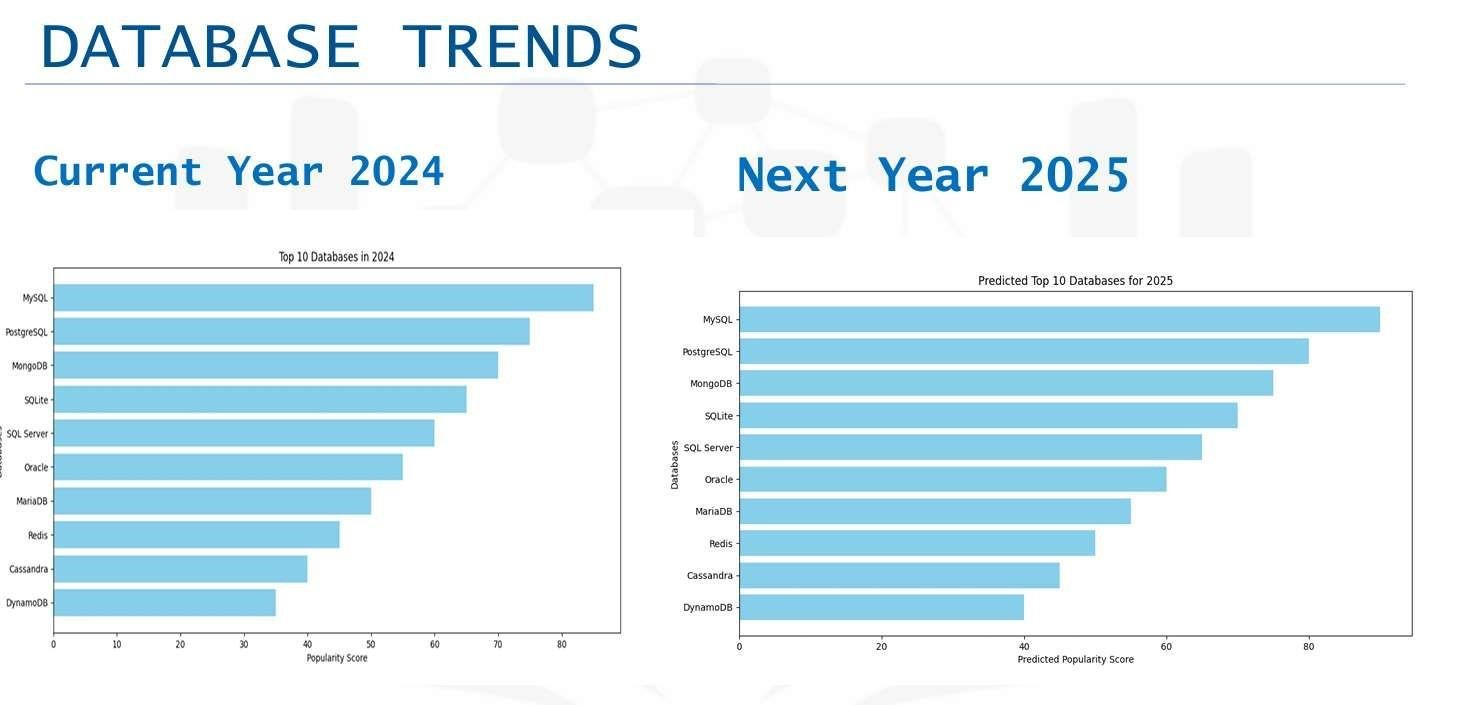 DATABASE TRENDS
Current Year 2024
Next Year 2025
Top 10 Databases in 2024
MySQL
PostgreSQL
MongoDB
SQLite
SQL Server
Oracle
MariaDB
Redis
Cassandra
DynamoDB
0 10 20 30 40 50 60 70 80
Popularity Score
Predicted Top 10 Databases for 2025
Databases
MySQL
PostgreSQL
MongoDB
SQLite
SQL Server
Oracle
MariaDB
Redis
Cassandra
DynamoDB
0 20 40 60 80
Predicted Popularity Score